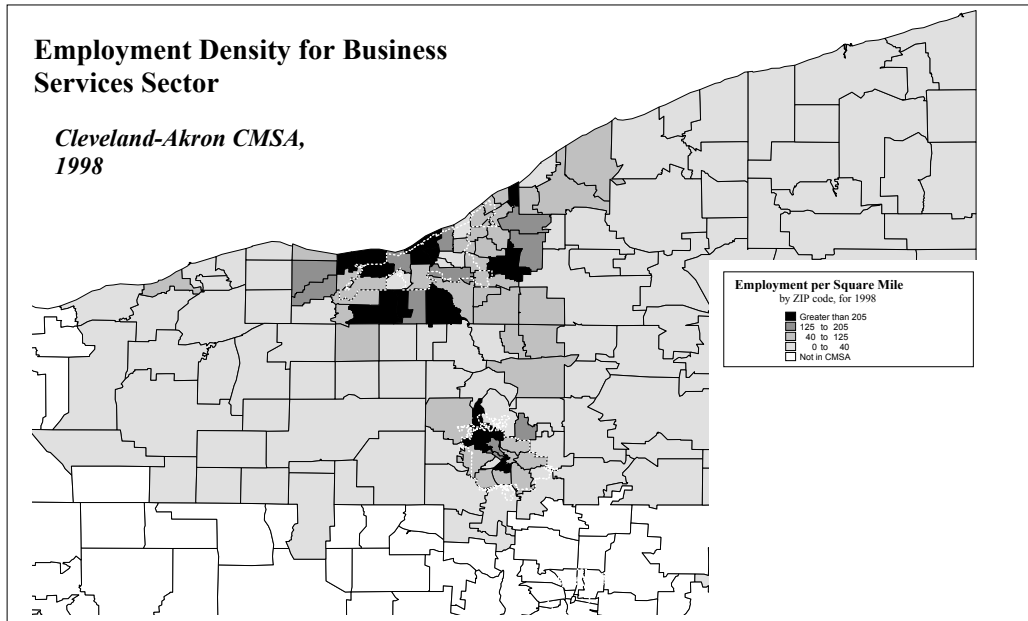 Employment Density for Business
Services Sector
Cleveland-Akron CMSA,
1998
Employment per Square Mile
by ZIP code, for 1998
Greater than 205
125 to 205
40 to 125
0 to 40
Not in CMSA